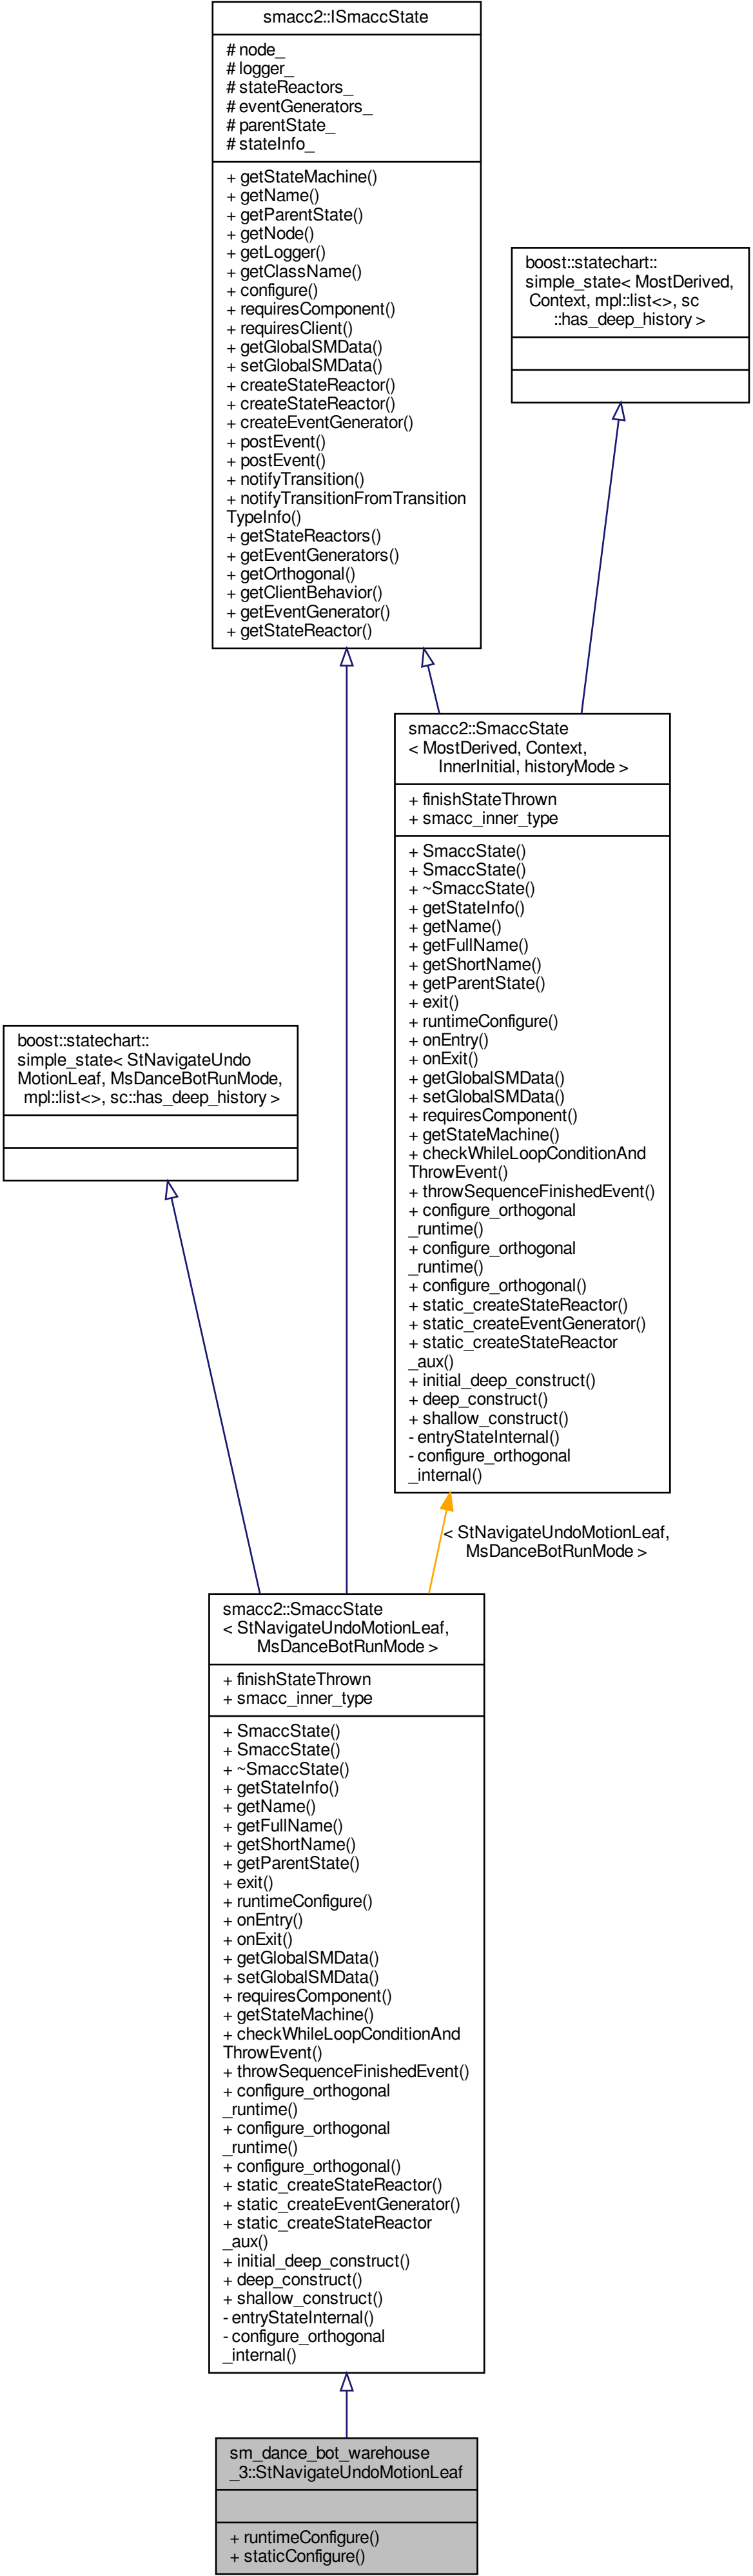 smacc2::ISmaccState
# node_
# logger_
# stateReactors_
# eventGenerators_
# parentState_
# stateInfo_
+ getStateMachine()
+ getName()
+ getParentState()
+ getNode()
+ getLogger()
+ getClassName()
+ configure()
+ requiresComponent()
+ requiresClient()
+ getGlobalSMData()
+ setGlobalSMData()
+ createStateReactor()
+ createStateReactor()
+ createEventGenerator()
+ postEvent()
+ postEvent()
+ notifyTransition()
+ notifyTransitionFromTransition
TypeInfo()
+ getStateReactors()
+ getEventGenerators()
+ getOrthogonal()
+ getClientBehavior()
+ getEventGenerator()
+ getStateReactor()
boost::statechart::
simple_state< MostDerived,
Context, mpl::list<>, sc
::has_deep_history >
smacc2::SmaccState
< MostDerived, Context,
InnerInitial, historyMode >
+ finishStateThrown
+ smacc_inner_type
+ SmaccState()
+ SmaccState()
+ ~SmaccState()
+ getStateInfo()
+ getName()
+ getFullName()
+ getShortName()
+ getParentState()
+ exit()
+ runtimeConfigure()
+ onEntry()
+ onExit()
+ getGlobalSMData()
+ setGlobalSMData()
+ requiresComponent()
+ getStateMachine()
+ checkWhileLoopConditionAnd
ThrowEvent()
+ throwSequenceFinishedEvent()
+ configure_orthogonal
_runtime()
+ configure_orthogonal
_runtime()
+ configure_orthogonal()
+ static_createStateReactor()
+ static_createEventGenerator()
+ static_createStateReactor
_aux()
+ initial_deep_construct()
+ deep_construct()
+ shallow_construct()
- entryStateInternal()
- configure_orthogonal
_internal()
boost::statechart::
simple_state< StNavigateUndo
MotionLeaf, MsDanceBotRunMode,
mpl::list<>, sc::has_deep_history >
< StNavigateUndoMotionLeaf,
MsDanceBotRunMode >
smacc2::SmaccState
< StNavigateUndoMotionLeaf,
MsDanceBotRunMode >
+ finishStateThrown
+ smacc_inner_type
+ SmaccState()
+ SmaccState()
+ ~SmaccState()
+ getStateInfo()
+ getName()
+ getFullName()
+ getShortName()
+ getParentState()
+ exit()
+ runtimeConfigure()
+ onEntry()
+ onExit()
+ getGlobalSMData()
+ setGlobalSMData()
+ requiresComponent()
+ getStateMachine()
+ checkWhileLoopConditionAnd
ThrowEvent()
+ throwSequenceFinishedEvent()
+ configure_orthogonal
_runtime()
+ configure_orthogonal
_runtime()
+ configure_orthogonal()
+ static_createStateReactor()
+ static_createEventGenerator()
+ static_createStateReactor
_aux()
+ initial_deep_construct()
+ deep_construct()
+ shallow_construct()
- entryStateInternal()
- configure_orthogonal
_internal()
sm_dance_bot_warehouse
_3::StNavigateUndoMotionLeaf
+ runtimeConfigure()
+ staticConfigure()